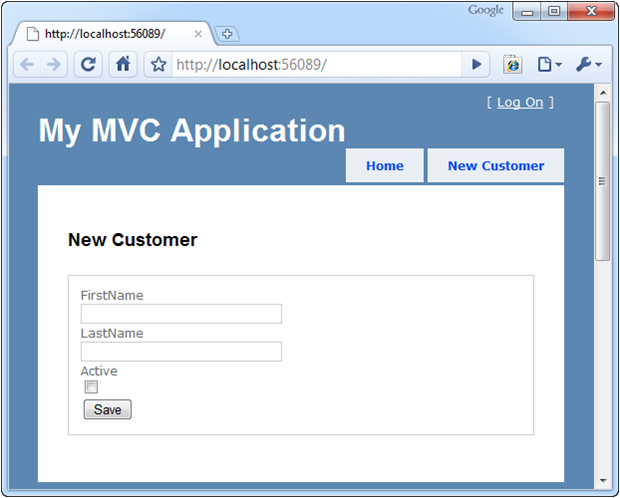 Google
http://localhost:56089/
http://localhost:56089/
[ Log On ]
My MVC Application
Home New Customer
New Customer
FirstName
LastName
Active
Save